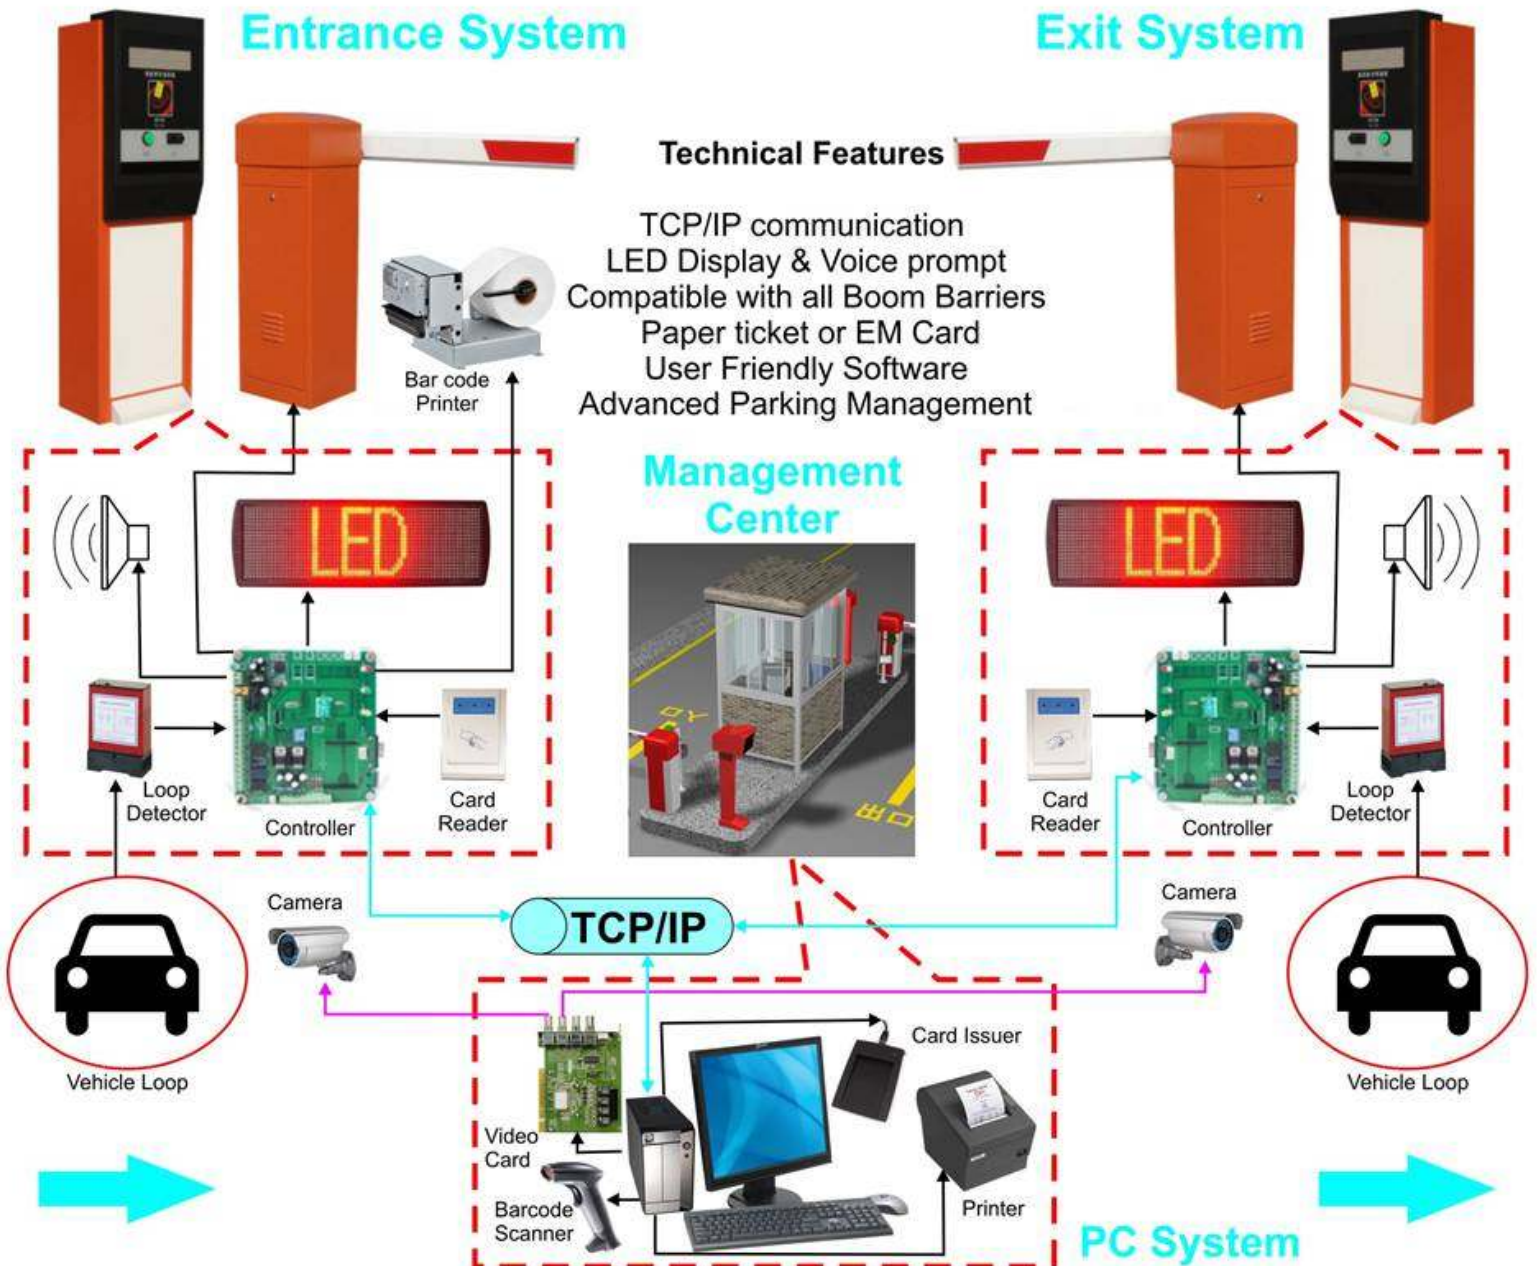 Entrance System
Exit System
Technical Features
TCP/IP communication
LED Display & Voice prompt
Compatible with all Boom Barriers
Paper ticket or EM Card
User Friendly Software
Advanced Parking Management
Bar code
Printer
Management
Center
LED
LED
Loop
Detector
Controller
Card
Reader
Card
Reader
Controller
Loop
Detector
Camera
TCP/IP
Camera
Vehicle Loop
Vehicle Loop
Card Issuer
Video
Card
Barcode
Scanner
Printer
PC System